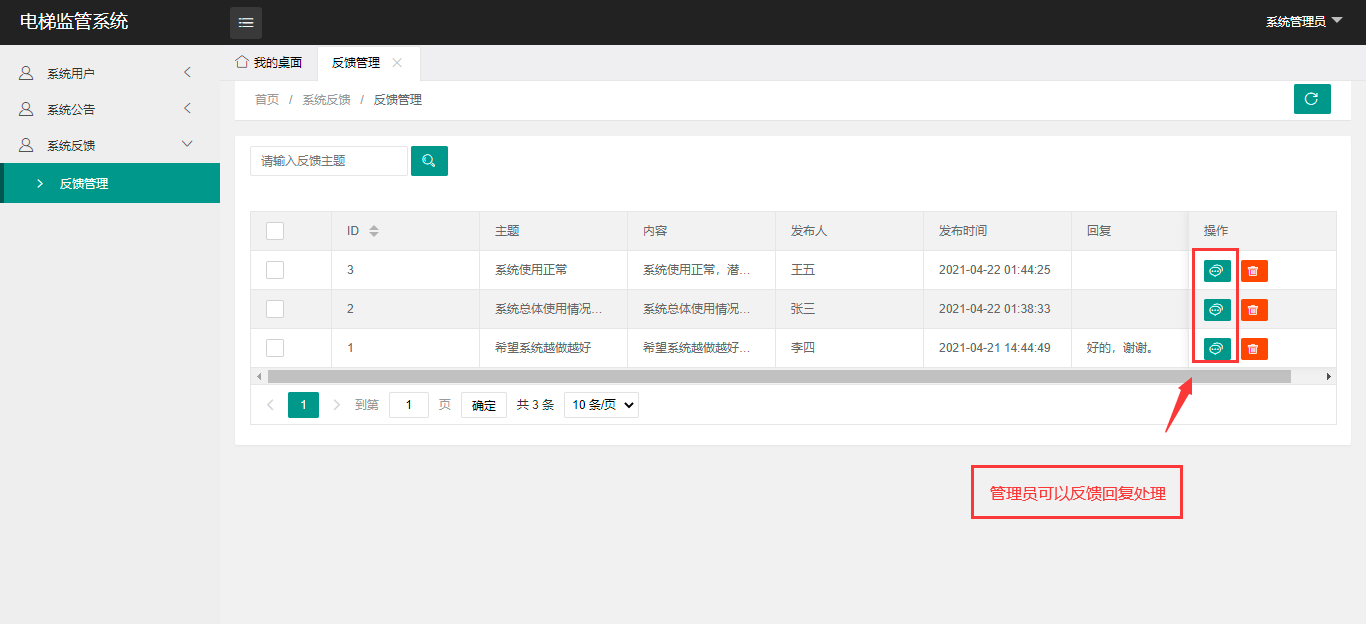 电梯监管系统
系统管理员
系统用户
系统公告
系统反馈
反馈管理
我的桌面
反馈管理
首页 / 系统反馈 / 反馈管理
请输入反馈主题
ID 主题 内容 发布人 发布时间 回复 操作
3 系统使用正常 系统使用正常，潜... 王五 2021-04-22 01:44:25
2 系统总体使用情况... 系统总体使用情况... 张三 2021-04-22 01:38:33
1 希望系统越做越好 希望系统越做越好... 李四 2021-04-21 14:44:49 好的，谢谢。
1 到第 1 页 确定 共 3 条 10 条/页
管理员可以反馈回复处理